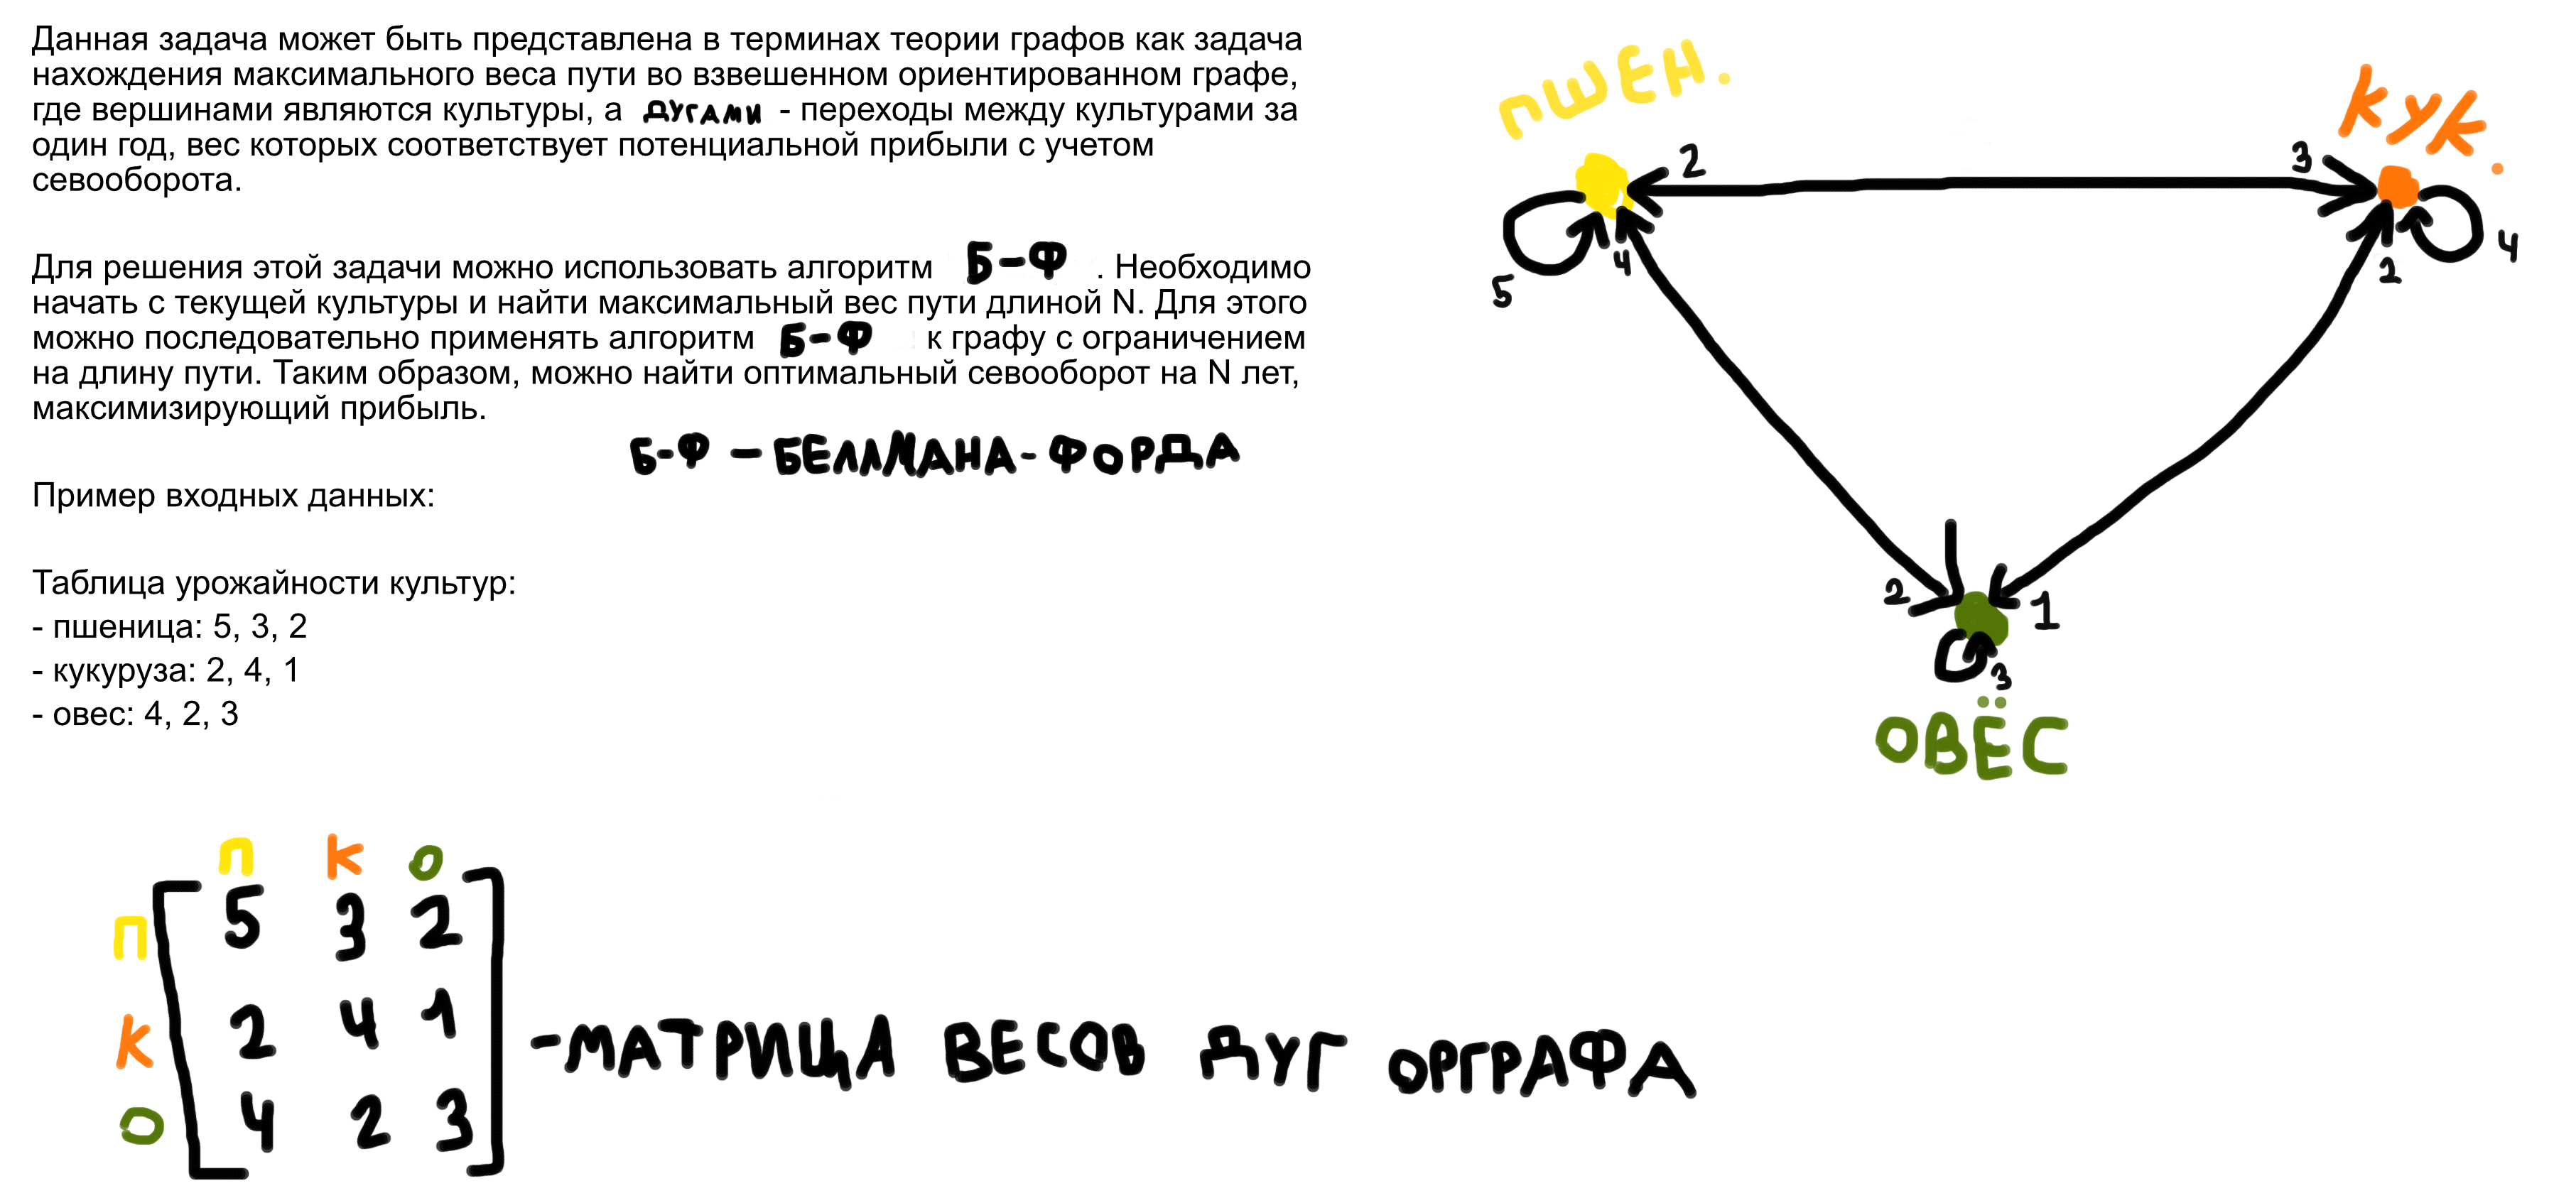 Данная задача может быть представлена в терминах теории графов как задача
нахождения максимального веса пути во взвешенном ориентированном графе,
где вершинами являются культуры, а ДУГАМИ - переходы между культурами за
один год, вес которых соответствует потенциальной прибыли с учетом
севооборота.
Для решения этой задачи можно использовать алгоритм Б-Ф . Необходимо
начать с текущей культуры и найти максимальный вес пути длиной N. Для этого
можно последовательно применять алгоритм Б-Ф к графу с ограничением
на длину пути. Таким образом, можно найти оптимальный севооборот на N лет,
максимизирующий прибыль.
Б-Ф - БЕЛЛМАНА-ФОРДА
Пример входных данных:
Таблица урожайности культур:
- пшеница: 5, 3, 2
- кукуруза: 2, 4, 1
- овес: 4, 2, 3
П К О
П 5 3 2
К 2 4 1
О 4 2 3
-МАТРИЦА ВЕСОВ ДУГ ОРГРАФА
ПШЕН.
КУК.
2
3
5
4
2
4
2
1
3
ОВЁС